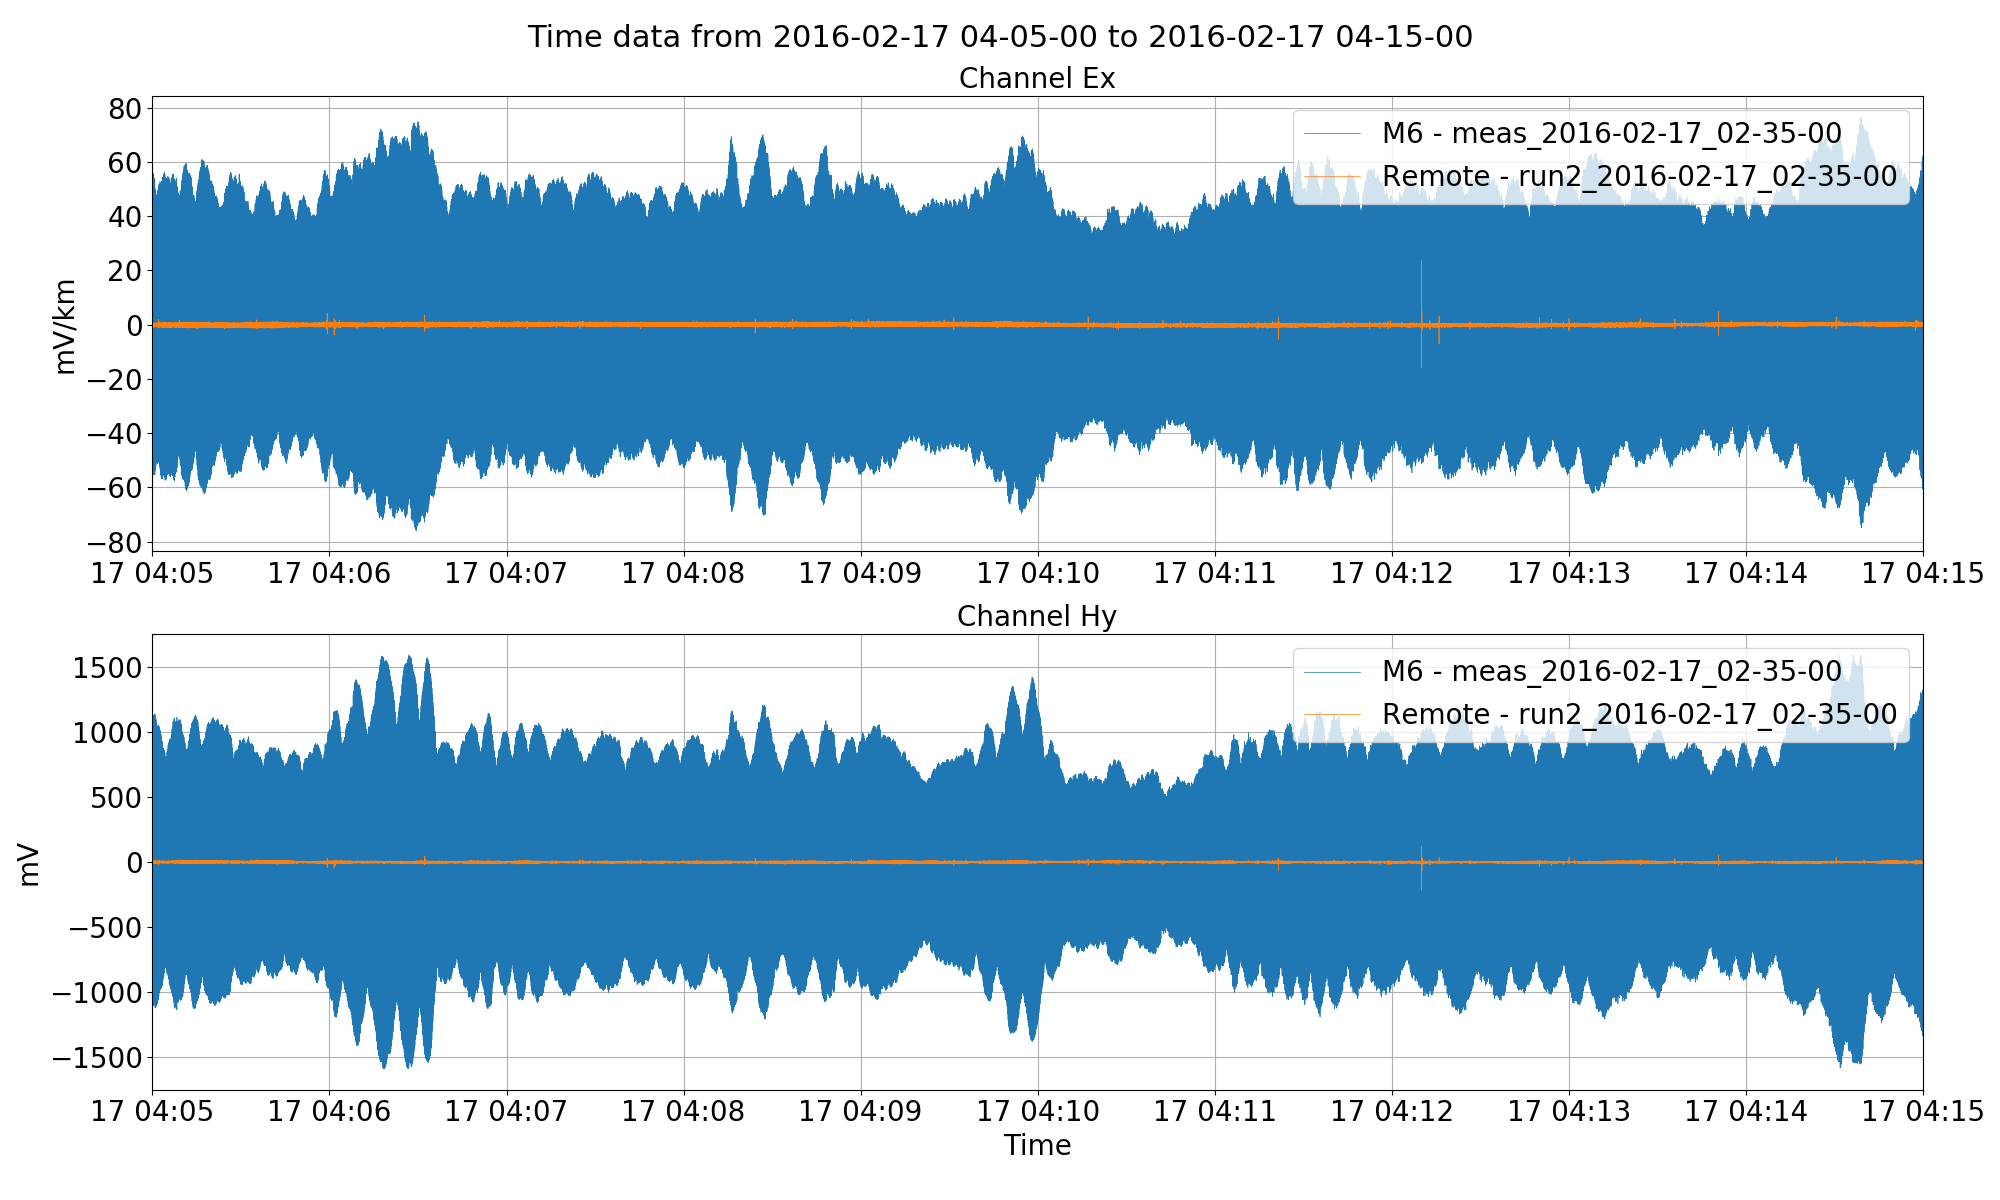 Time data from 2016-02-17 04-05-00 to 2016-02-17 04-15-00
Channel Ex
80
60
40
20
0
−20
−40
−60
−80
mV/km
M6 - meas_2016-02-17_02-35-00
Remote - run2_2016-02-17_02-35-00
17 04:05 17 04:06 17 04:07 17 04:08 17 04:09 17 04:10 17 04:11 17 04:12 17 04:13 17 04:14 17 04:15
Channel Hy
1500
1000
500
0
−500
−1000
−1500
mV
M6 - meas_2016-02-17_02-35-00
Remote - run2_2016-02-17_02-35-00
17 04:05 17 04:06 17 04:07 17 04:08 17 04:09 17 04:10 17 04:11 17 04:12 17 04:13 17 04:14 17 04:15
Time